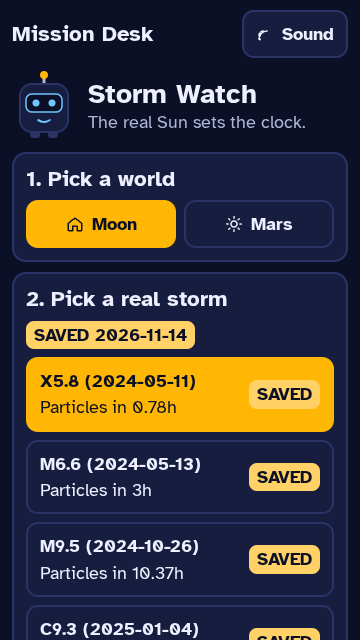 Mission Desk
Sound
Storm Watch
The real Sun sets the clock.
1. Pick a world
Moon
Mars
2. Pick a real storm
SAVED 2026-11-14
X5.8 (2024-05-11)
Particles in 0.78h
SAVED
M6.6 (2024-05-13)
Particles in 3h
SAVED
M9.5 (2024-10-26)
Particles in 10.37h
SAVED
C9.3 (2025-01-04)
SAVED